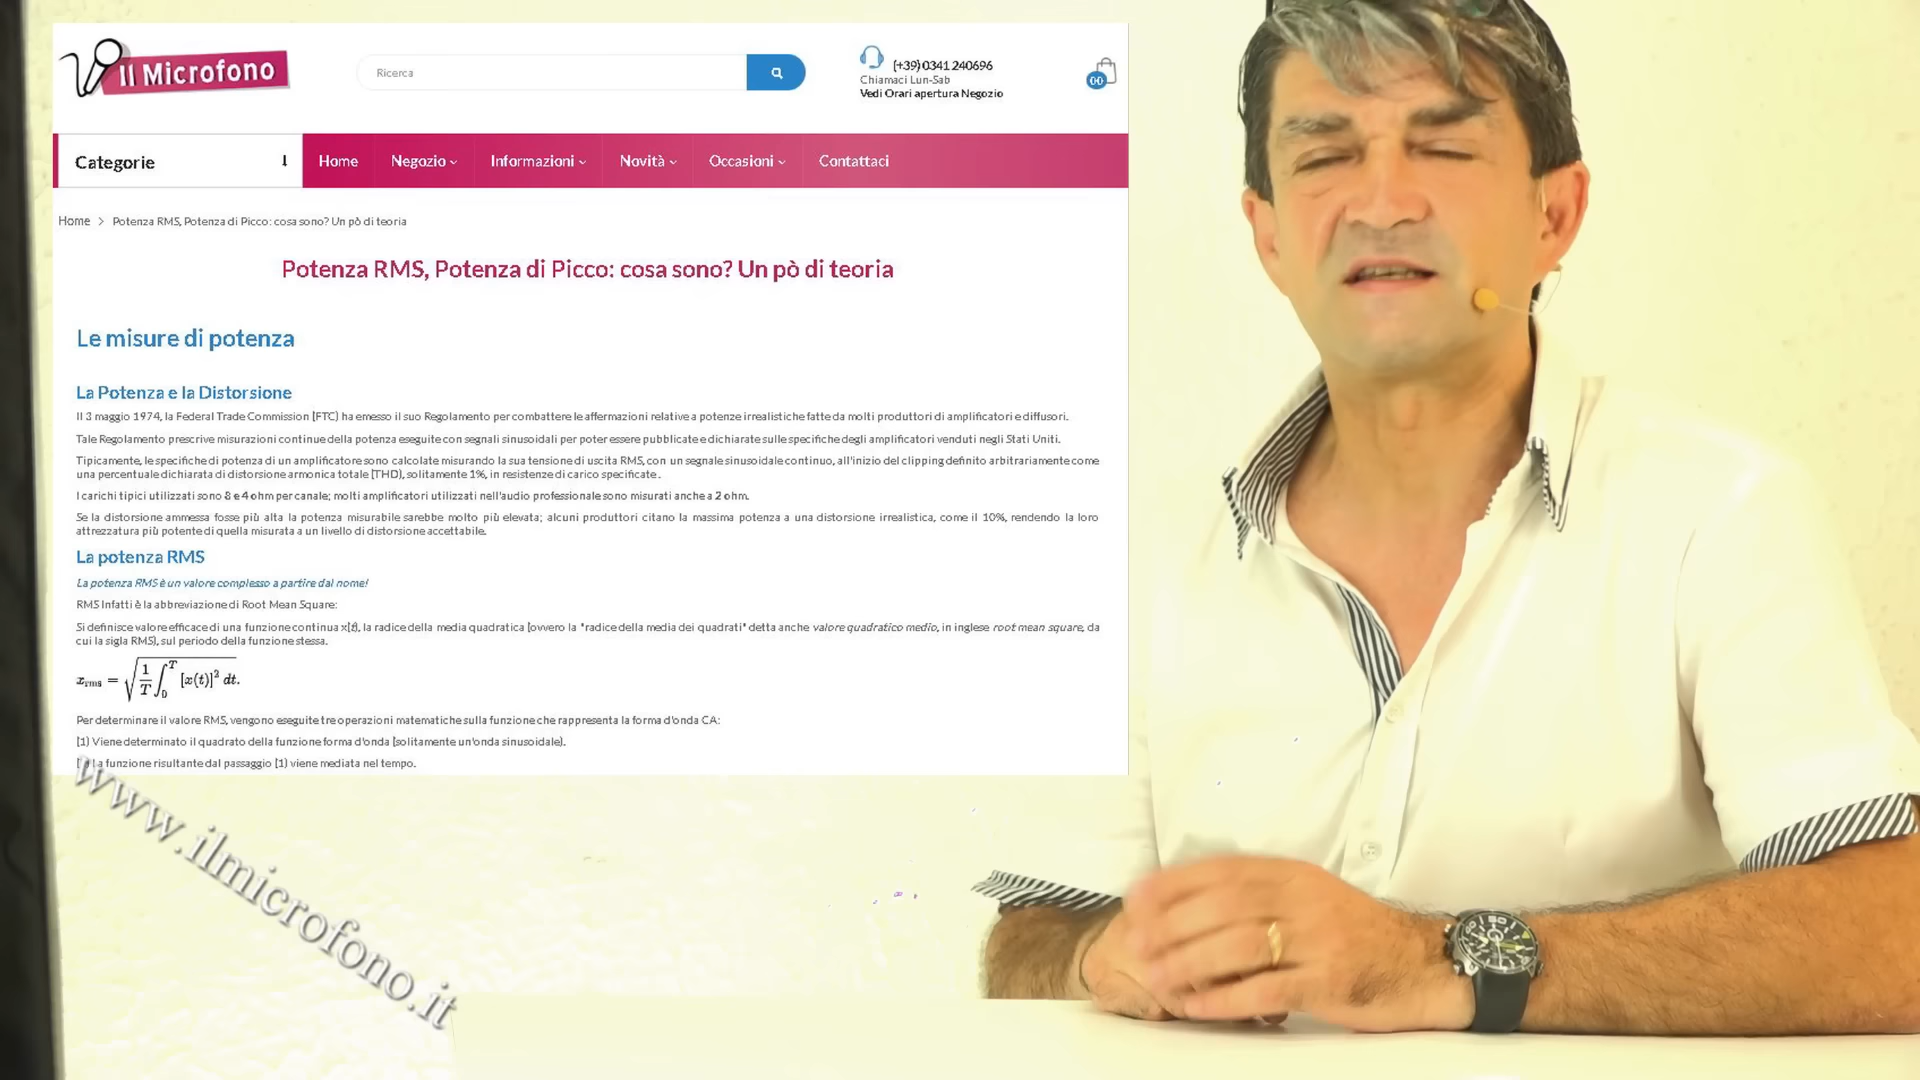 Il Microfono
Ricerca
(+39) 0341 240696
Chiamaci Lun-Sab
Vedi Orari apertura Negozio
00
Categorie
Home
Negozio
Informazioni
Novità
Occasioni
Contattaci
Home > Potenza RMS, Potenza di Picco: cosa sono? Un pò di teoria
Potenza RMS, Potenza di Picco: cosa sono? Un pò di teoria
Le misure di potenza
La Potenza e la Distorsione
Il 3 maggio 1974, la Federal Trade Commission (FTC) ha emesso il suo Regolamento per combattere le affermazioni relative a potenze irrealistiche fatte da molti produttori di amplificatori e diffusori.
Tale Regolamento prescrive misurazioni continue della potenza eseguite con segnali sinusoidali per poter essere pubblicate e dichiarate sulle specifiche degli amplificatori venduti negli Stati Uniti.
Tipicamente, le specifiche di potenza di un amplificatore sono calcolate misurando la sua tensione di uscita RMS, con un segnale sinusoidale continuo, all'inizio del clipping definito arbitrariamente come
una percentuale dichiarata di distorsione armonica totale (THD), solitamente 1%, in resistenze di carico specificate.
I carichi tipici utilizzati sono 8 e 4 ohm per canale; molti amplificatori utilizzati nell'audio professionale sono misurati anche a 2 ohm.
Se la distorsione ammessa fosse più alta la potenza misurabile sarebbe molto più elevata; alcuni produttori citano la massima potenza a una distorsione irrealistica, come il 10%, rendendo la loro
attrezzatura più potente di quella misurata a un livello di distorsione accettabile.
La potenza RMS
La potenza RMS è un valore complesso a partire dal nome!
RMS Infatti è la abbreviazione di Root Mean Square:
Si definisce valore efficace di una funzione continua x(t), la radice della media quadratica (ovvero la "radice della media dei quadrati" detta anche valore quadratico medio, in inglese root mean square, da
cui la sigla RMS), sul periodo della funzione stessa.
x_rms = √(1/T ∫_0^T [x(t)]² dt).
Per determinare il valore RMS, vengono eseguite tre operazioni matematiche sulla funzione che rappresenta la forma d'onda CA:
(1) Viene determinato il quadrato della funzione forma d'onda (solitamente un'onda sinusoidale).
La funzione risultante dal passaggio (1) viene mediata nel tempo.
www.ilmicrofono.it